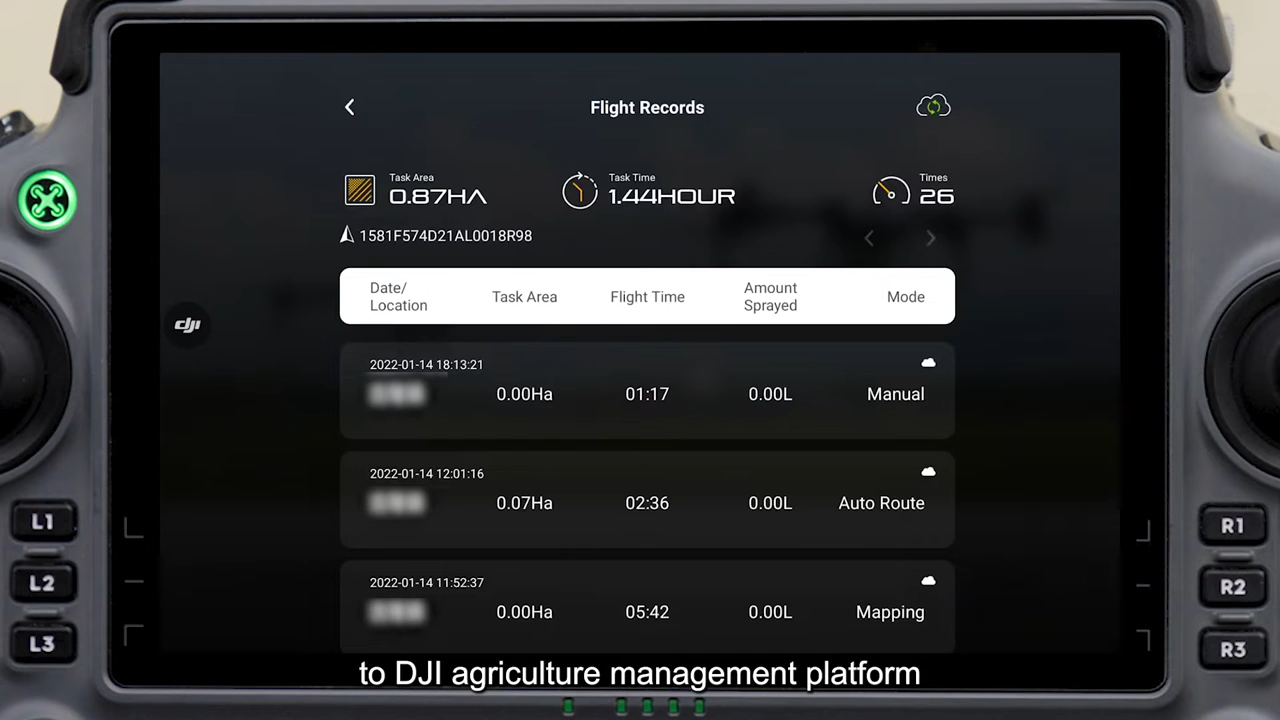 Flight Records
Task Area
0.87HA
Task Time
1.44HOUR
Times
26
1581F574D21AL0018R98
Date/
Location
Task Area
Flight Time
Amount
Sprayed
Mode
dji
2022-01-14 18:13:21
0.00Ha
01:17
0.00L
Manual
2022-01-14 12:01:16
0.07Ha
02:36
0.00L
Auto Route
2022-01-14 11:52:37
0.00Ha
05:42
0.00L
Mapping
L1
L2
L3
R1
R2
R3
to DJI agriculture management platform